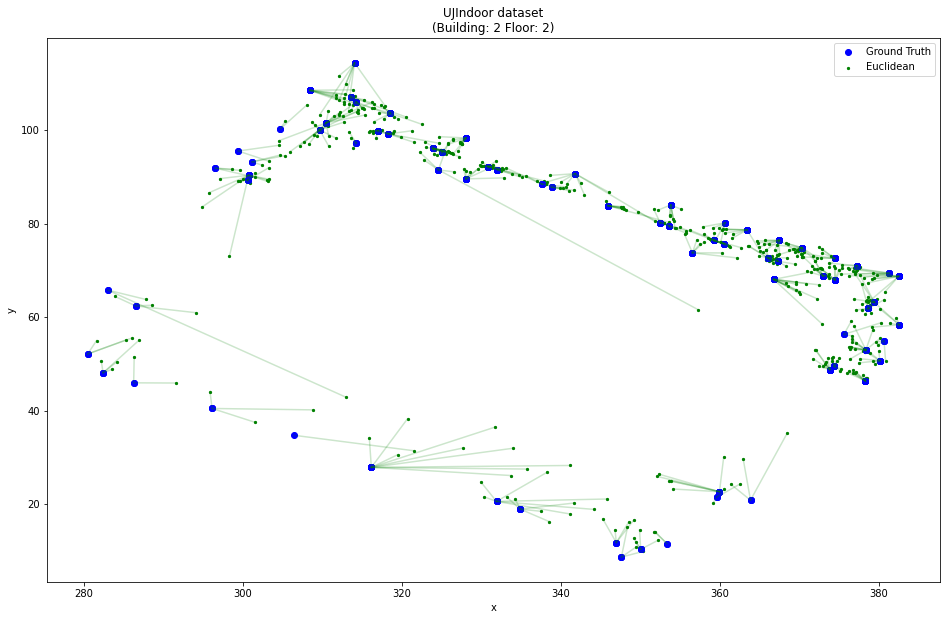 UJIndoor dataset
(Building: 2 Floor: 2)
Ground Truth
Euclidean
y
100
80
60
40
20
280
300
320
340
360
380
x